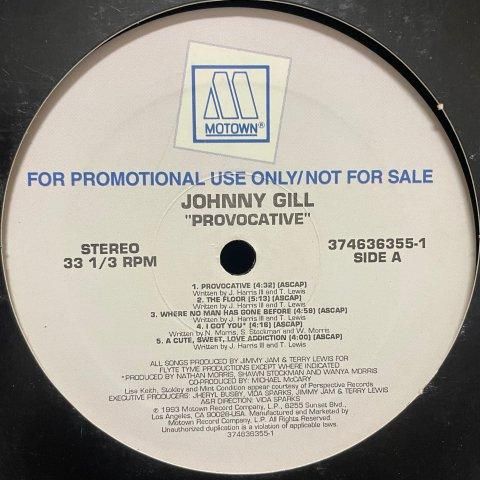 MOTOWN®
FOR PROMOTIONAL USE ONLY/NOT FOR SALE
JOHNNY GILL
"PROVOCATIVE"
STEREO
33 1/3 RPM
374636355-1
SIDE A
1. PROVOCATIVE (4:32) (ASCAP)
Written by J. Harris III and T. Lewis
2. THE FLOOR (5:13) (ASCAP)
Written by J. Harris III and T. Lewis
3. WHERE NO MAN HAS GONE BEFORE (4:58) (ASCAP)
Written by J. Harris III and T. Lewis
4. I GOT YOU* (4:18) (ASCAP)
Written by N. Morris, S. Stockman and W. Morris
5. A CUTE, SWEET, LOVE ADDICTION (4:00) (ASCAP)
Written by J. Harris III and T. Lewis
ALL SONGS PRODUCED BY JIMMY JAM & TERRY LEWIS FOR
FLYTE TYME PRODUCTIONS EXCEPT WHERE INDICATED
*PRODUCED BY NATHAN MORRIS, SHAWN STOCKMAN AND WANYA MORRIS
CO-PRODUCED BY: MICHAEL McCARY
Lisa Keith, Stokley and Mint Condition appear courtesy of Perspective Records
EXECUTIVE PRODUCERS: JHERYL BUSBY, VIDA SPARKS, JIMMY JAM & TERRY LEWIS
A&R DIRECTION: VIDA SPARKS
℗ 1993 Motown Record Company, L.P., 6255 Sunset Blvd.,
Los Angeles, CA 90028-USA. Manufactured and Marketed by
Motown Record Company, L.P. All Rights Reserved.
Unauthorized duplication is a violation of applicable laws.
374636355-1